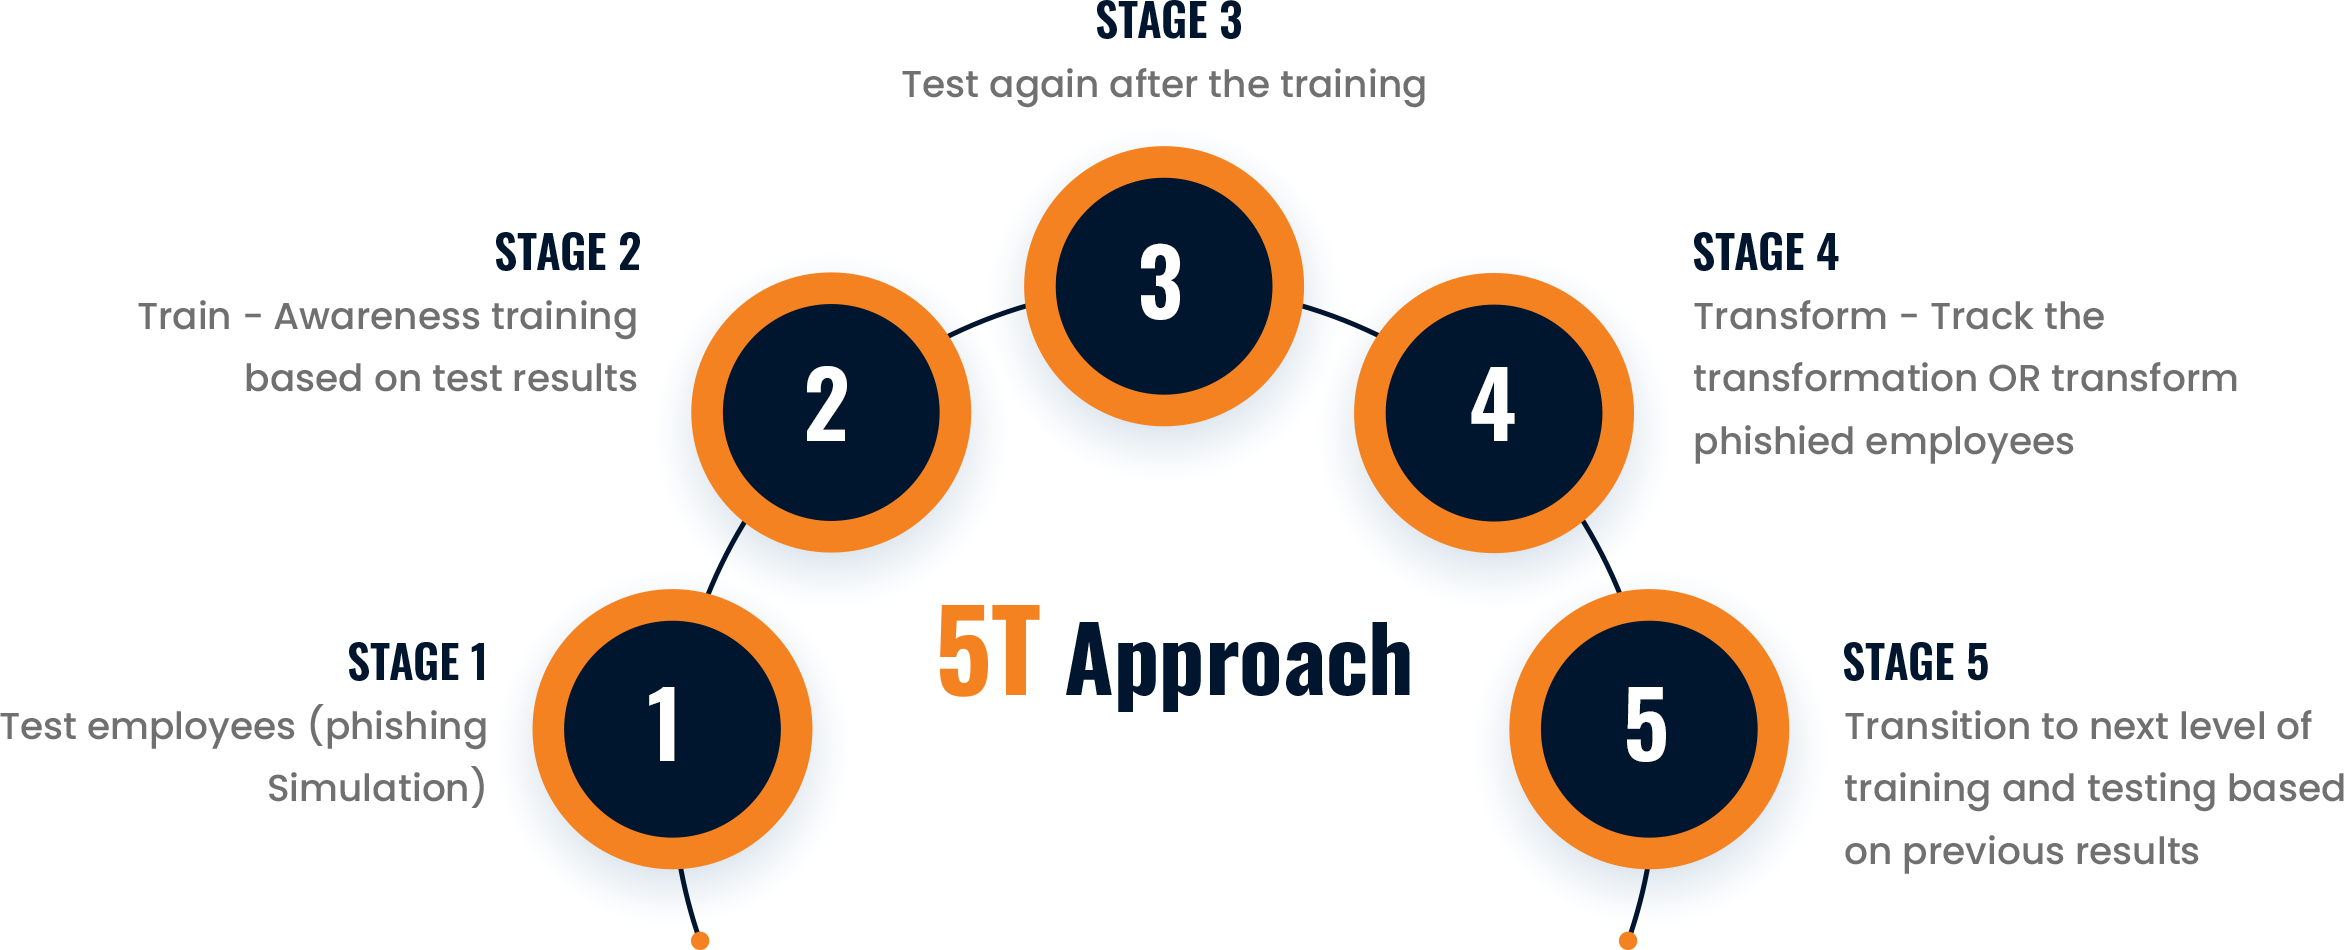 STAGE 3
Test again after the training
3
STAGE 2
Train - Awareness training
based on test results
2
STAGE 4
Transform - Track the
transformation OR transform
phishied employees
4
5T Approach
STAGE 1
Test employees (phishing
Simulation)
1
STAGE 5
Transition to next level of
training and testing based
on previous results
5